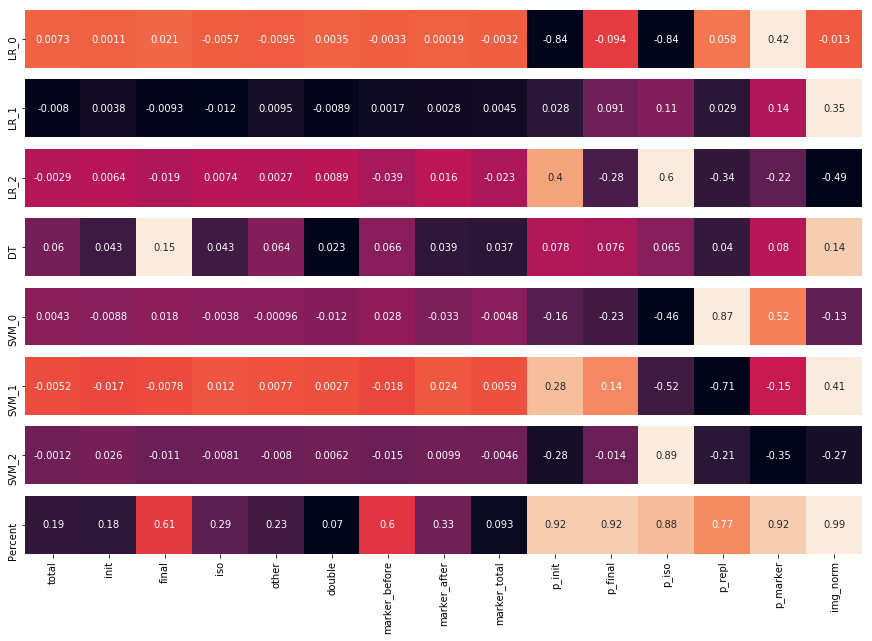 LR_0 0.0073 0.0011 0.021 -0.0057 -0.0095 0.0035 -0.0033 0.00019 -0.0032 -0.84 -0.094 -0.84 0.058 0.42 -0.013
LR_1 -0.008 0.0038 -0.0093 -0.012 0.0095 -0.0089 0.0017 0.0028 0.0045 0.028 0.091 0.11 0.029 0.14 0.35
LR_2 -0.0029 0.0064 -0.019 0.0074 0.0027 0.0089 -0.039 0.016 -0.023 0.4 -0.28 0.6 -0.34 -0.22 -0.49
DT 0.06 0.043 0.15 0.043 0.064 0.023 0.066 0.039 0.037 0.078 0.076 0.065 0.04 0.08 0.14
SVM_0 0.0043 -0.0088 0.018 -0.0038 -0.00096 -0.012 0.028 -0.033 -0.0048 -0.16 -0.23 -0.46 0.87 0.52 -0.13
SVM_1 -0.0052 -0.017 -0.0078 0.012 0.0077 0.0027 -0.018 0.024 0.0059 0.28 0.14 -0.52 -0.71 -0.15 0.41
SVM_2 -0.0012 0.026 -0.011 -0.0081 -0.008 0.0062 -0.015 0.0099 -0.0046 -0.28 -0.014 0.89 -0.21 -0.35 -0.27
Percent 0.19 0.18 0.61 0.29 0.23 0.07 0.6 0.33 0.093 0.92 0.92 0.88 0.77 0.92 0.99
total init final iso other double marker_before marker_after marker_total p_init p_final p_iso p_repl p_marker img_norm